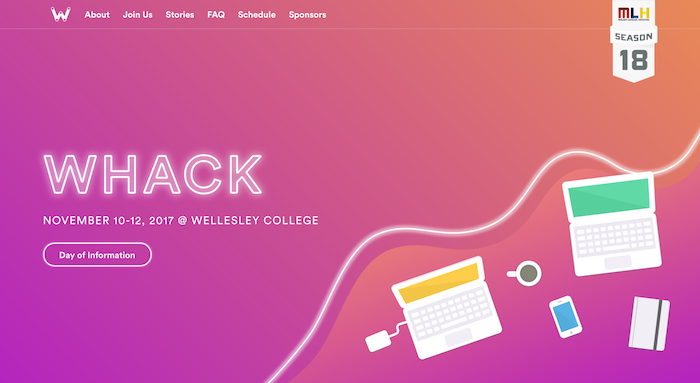 W About Join Us Stories FAQ Schedule Sponsors
MLH
SEASON
18
WHACK
NOVEMBER 10-12, 2017 @ WELLESLEY COLLEGE
Day of Information